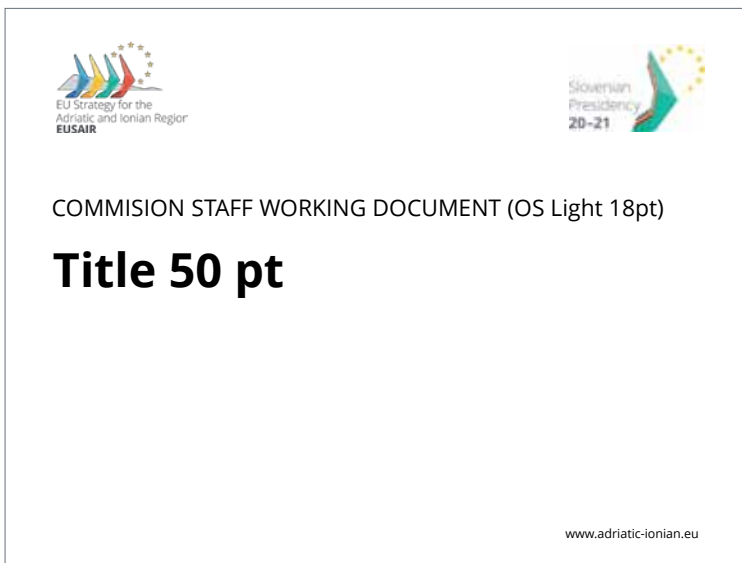 EU Strategy for the
Adriatic and Ionian Region
EUSAIR
Slovenian
Presidency
20–21
COMMISION STAFF WORKING DOCUMENT (OS Light 18pt)
Title 50 pt
www.adriatic-ionian.eu